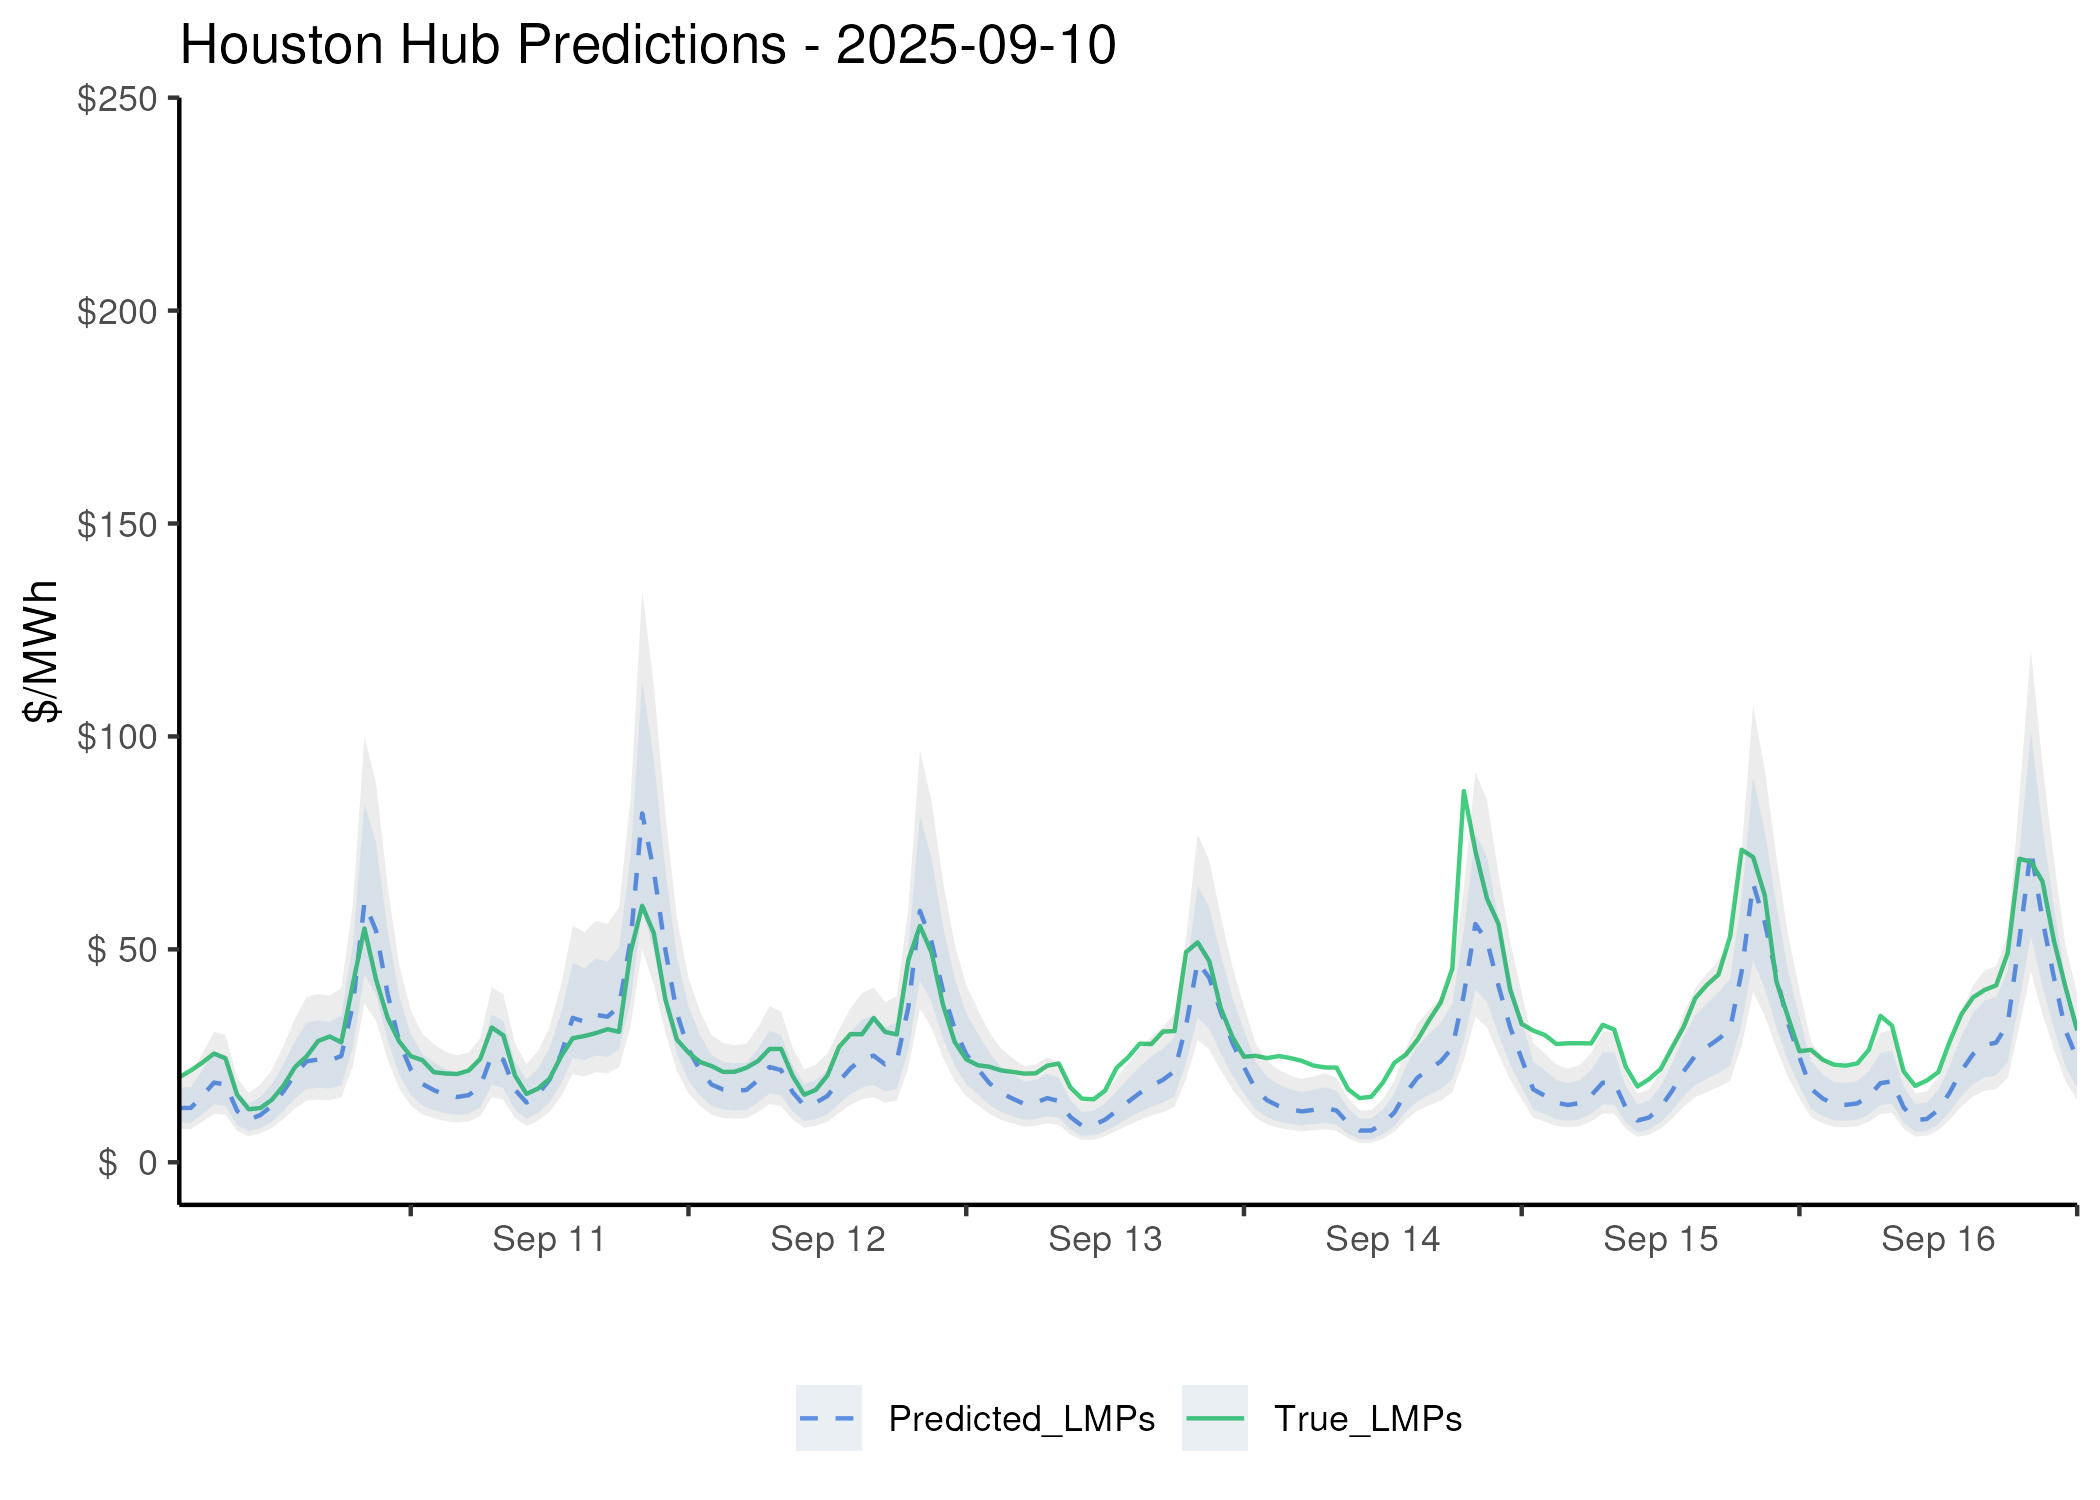 Houston Hub Predictions - 2025-09-10
$250
$200
$150
$100
$ 50
$  0
$/MWh
Sep 11 Sep 12 Sep 13 Sep 14 Sep 15 Sep 16
Predicted_LMPs True_LMPs